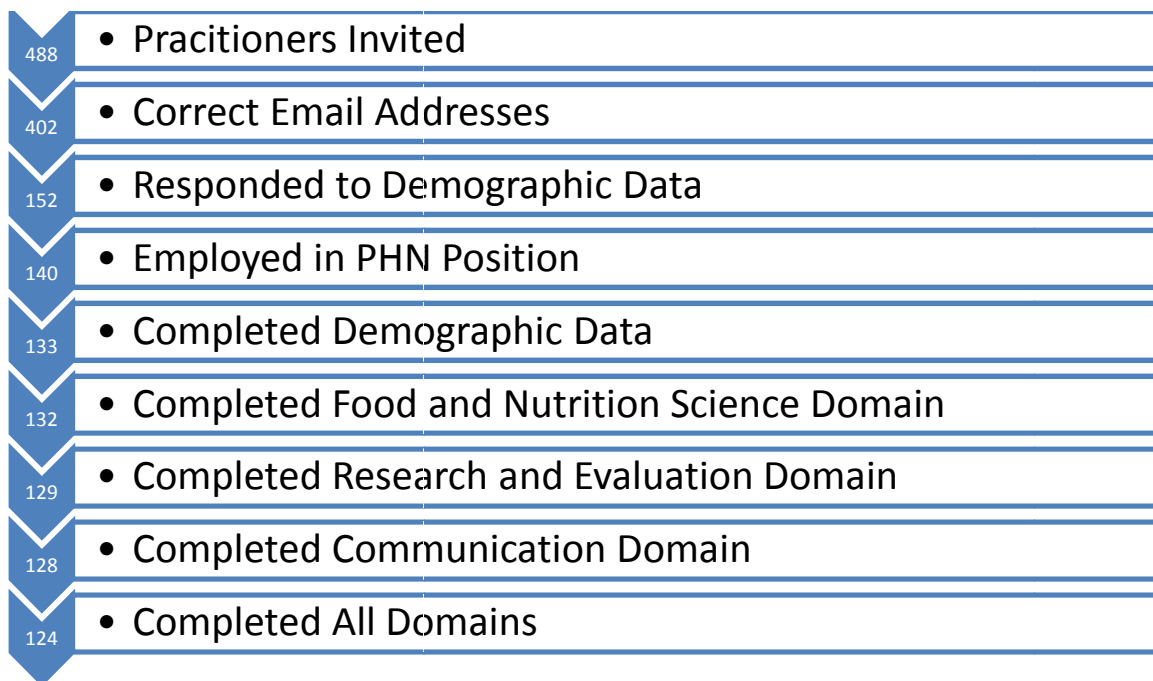 488 • Pracitioners Invited
402 • Correct Email Addresses
152 • Responded to Demographic Data
140 • Employed in PHN Position
133 • Completed Demographic Data
132 • Completed Food and Nutrition Science Domain
129 • Completed Research and Evaluation Domain
128 • Completed Communication Domain
124 • Completed All Domains